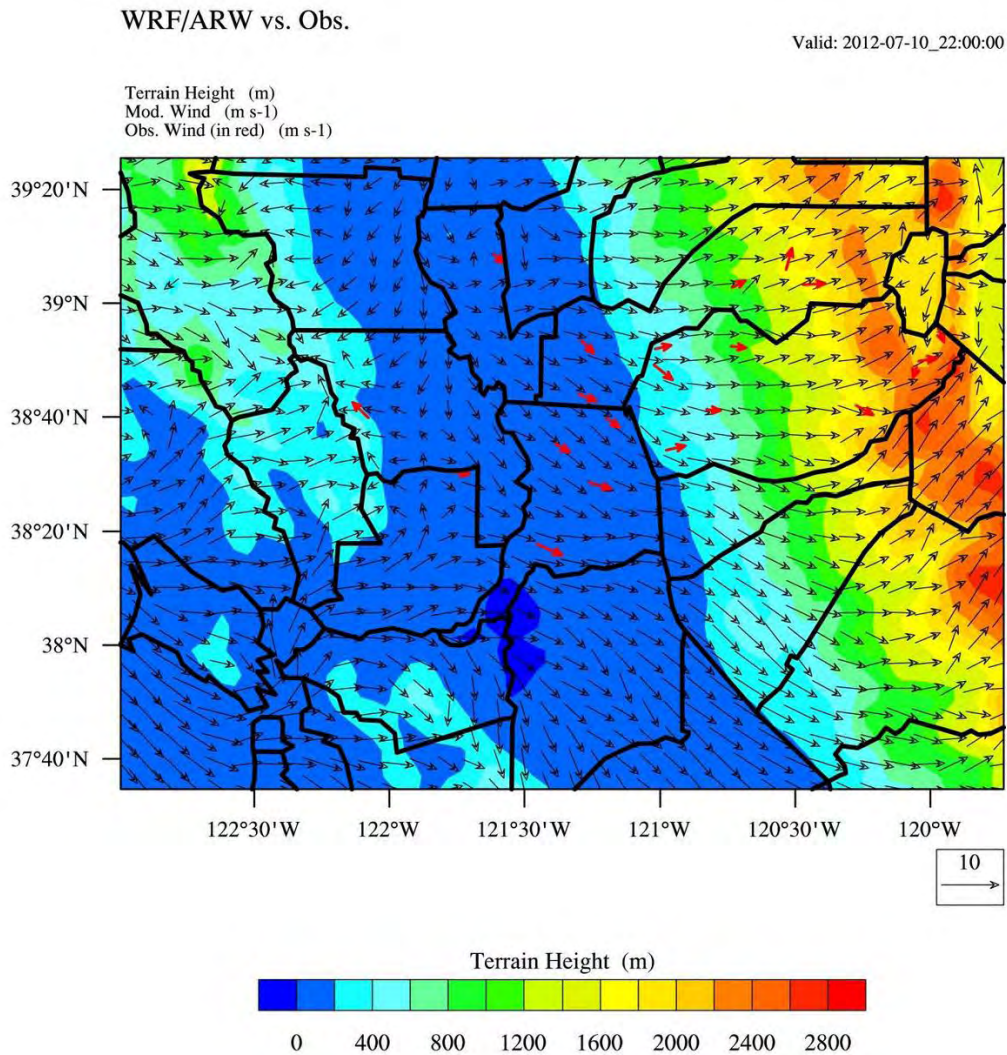 WRF/ARW vs. Obs.
Valid: 2012-07-10_22:00:00
Terrain Height (m)
Mod. Wind (m s-1)
Obs. Wind (in red) (m s-1)
39°20'N
39°N
38°40'N
38°20'N
38°N
37°40'N
122°30'W 122°W 121°30'W 121°W 120°30'W 120°W
10
Terrain Height (m)
0 400 800 1200 1600 2000 2400 2800